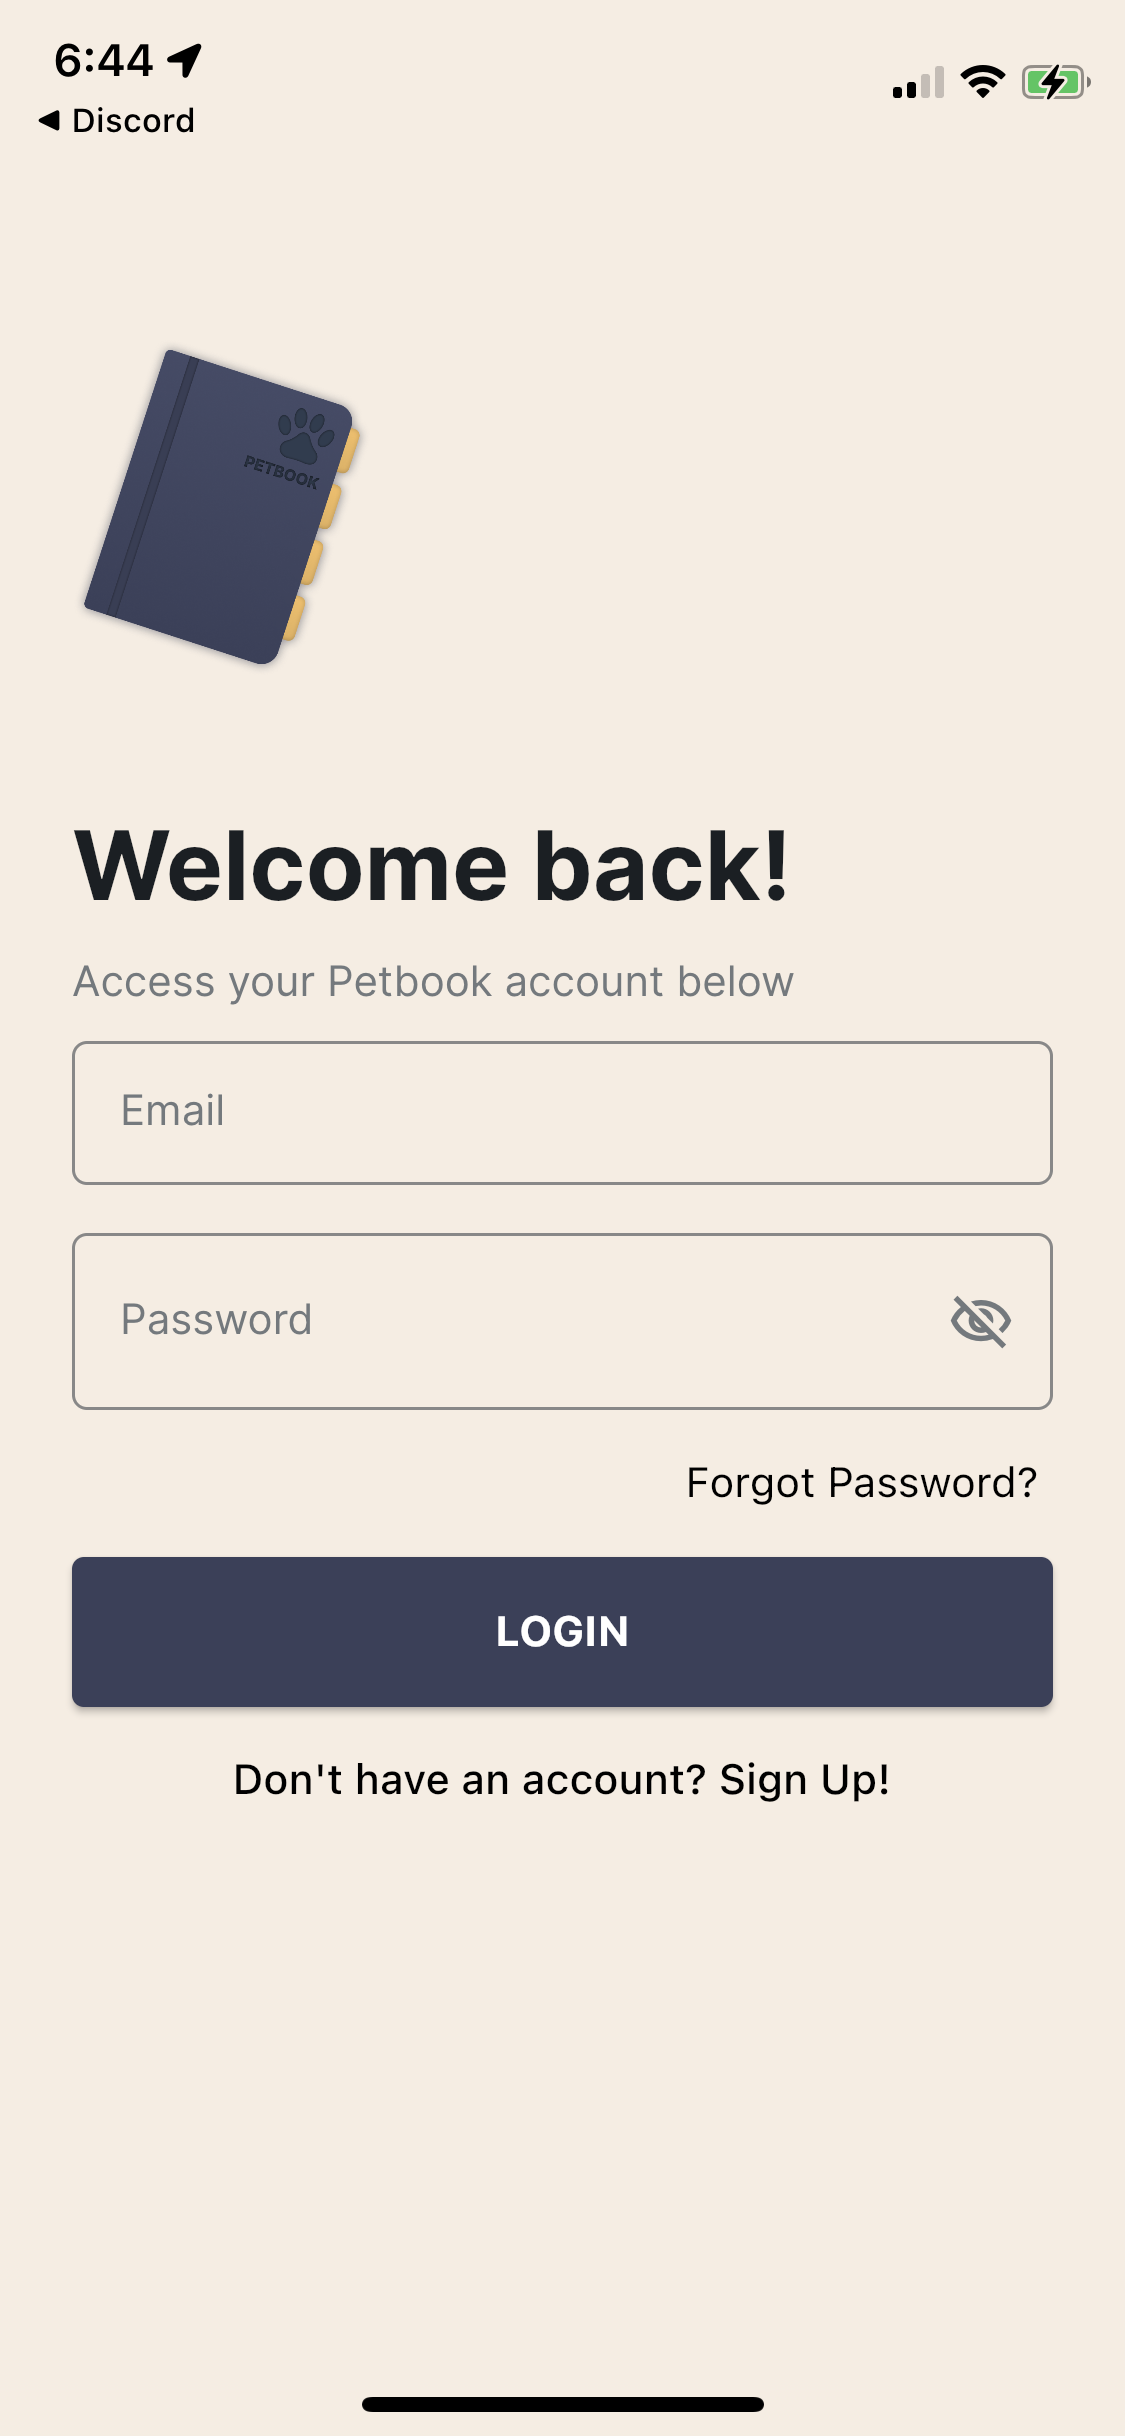 6:44
Discord
PETBOOK
Welcome back!
Access your Petbook account below
Email
Password
Forgot Password?
LOGIN
Don't have an account? Sign Up!